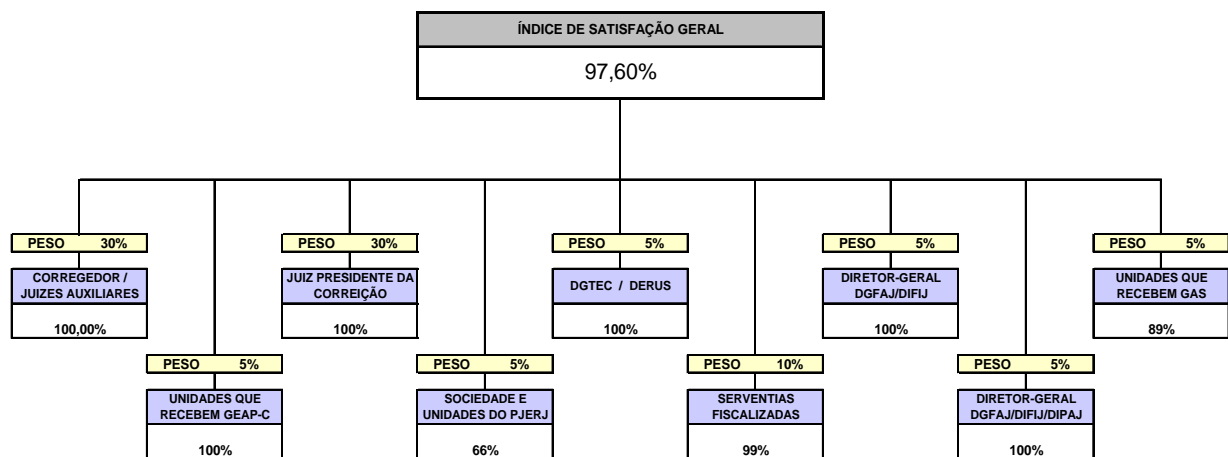 ÍNDICE DE SATISFAÇÃO GERAL
97,60%
PESO 30%
CORREGEDOR /
JUIZES AUXILIARES
100,00%
PESO 30%
JUIZ PRESIDENTE DA
CORREIÇÃO
100%
PESO 5%
DGTEC / DERUS
100%
PESO 5%
DIRETOR-GERAL
DGFAJ/DIFIJ
100%
PESO 5%
UNIDADES QUE
RECEBEM GAS
89%
PESO 5%
UNIDADES QUE
RECEBEM GEAP-C
100%
PESO 5%
SOCIEDADE E
UNIDADES DO PJERJ
66%
PESO 10%
SERVENTIAS
FISCALIZADAS
99%
PESO 5%
DIRETOR-GERAL
DGFAJ/DIFIJ/DIPAJ
100%